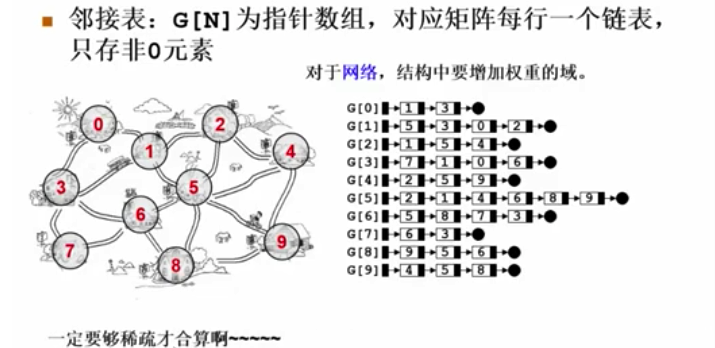 邻接表：G[N]为指针数组，对应矩阵每行一个链表，
只存非0元素
对于网络，结构中要增加权重的域。
0
1
2
3
4
5
6
7
8
9
G[0] 1 3
G[1] 5 3 0 2
G[2] 1 5 4
G[3] 7 1 0 6
G[4] 2 5 9
G[5] 2 1 4 6 8 9
G[6] 5 8 7 3
G[7] 6 3
G[8] 9 5 6
G[9] 4 5 8
一定要够稀疏才合算啊~~~~~